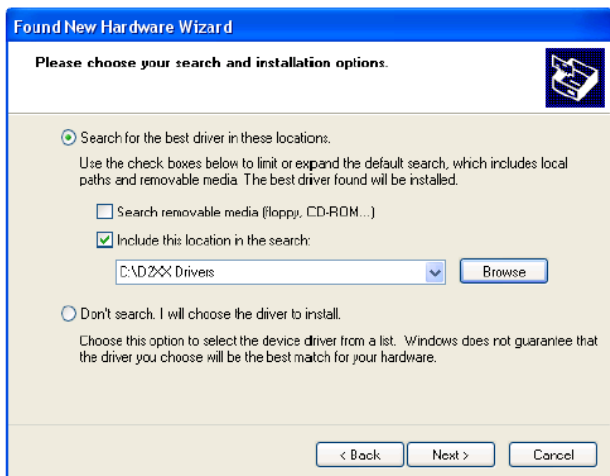 Found New Hardware Wizard
Please choose your search and installation options.
Search for the best driver in these locations.
Use the check boxes below to limit or expand the default search, which includes local
paths and removable media. The best driver found will be installed.
Search removable media (floppy, CD-ROM...)
Include this location in the search:
C:\D2XX Drivers
Browse
Don't search. I will choose the driver to install.
Choose this option to select the device driver from a list. Windows does not guarantee that
the driver you choose will be the best match for your hardware.
< Back
Next >
Cancel